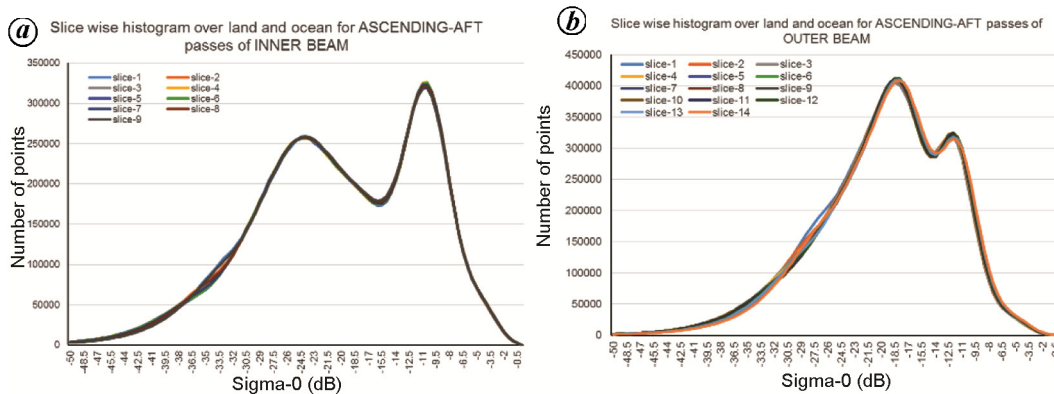 a
Slice wise histogram over land and ocean for ASCENDING-AFT
passes of INNER BEAM
350000
300000
250000
200000
150000
100000
50000
0
slice-1 slice-2
slice-3 slice-4
slice-5 slice-6
slice-7 slice-8
slice-9
Number of points
-50 -48.5 -47 -45.5 -44 -42.5 -41 -39.5 -38 -36.5 -35 -33.5 -32 -30.5 -29 -27.5 -26 -24.5 -23 -21.5 -20 -18.5 -17 -15.5 -14 -12.5 -11 -9.5 -8 -6.5 -5 -3.5 -2 -0.5
Sigma-0 (dB)
b
Slice wise histogram over land and ocean for ASCENDING-AFT passes of
OUTER BEAM
450000
400000
350000
300000
250000
200000
150000
100000
50000
0
slice-1 slice-2 slice-3
slice-4 slice-5 slice-6
slice-7 slice-8 slice-9
slice-10 slice-11 slice-12
slice-13 slice-14
Number of points
-50 -48.5 -47 -45.5 -44 -42.5 -41 -39.5 -38 -36.5 -35 -33.5 -32 -30.5 -29 -27.5 -26 -24.5 -23 -21.5 -20 -18.5 -17 -15.5 -14 -12.5 -11 -9.5 -8 -6.5 -5 -3.5 -2
Sigma-0 (dB)